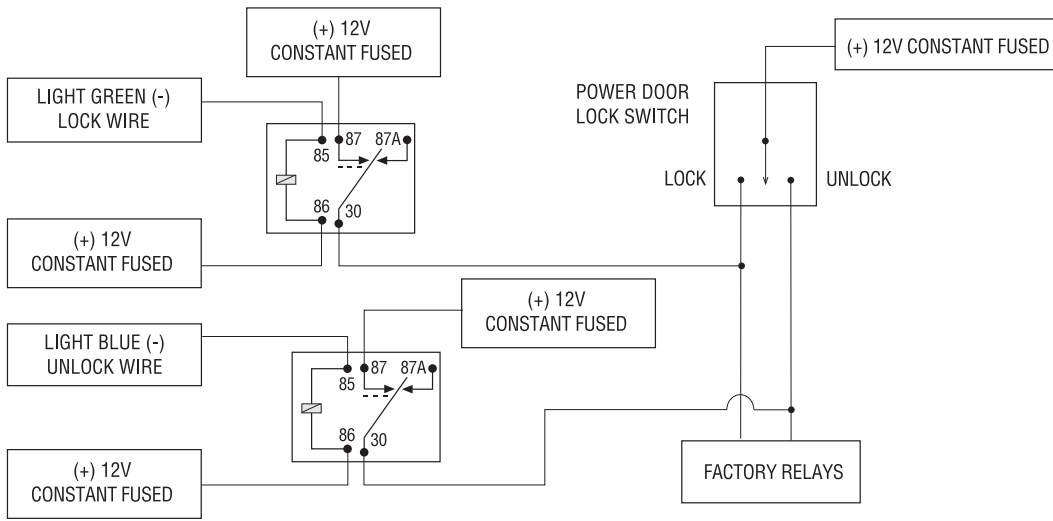 (+) 12V
CONSTANT FUSED
(+) 12V CONSTANT FUSED
LIGHT GREEN (-)
LOCK WIRE
POWER DOOR
LOCK SWITCH
87
87A
85
86
30
LOCK
UNLOCK
(+) 12V
CONSTANT FUSED
(+) 12V
CONSTANT FUSED
LIGHT BLUE (-)
UNLOCK WIRE
87
87A
85
86
30
(+) 12V
CONSTANT FUSED
FACTORY RELAYS